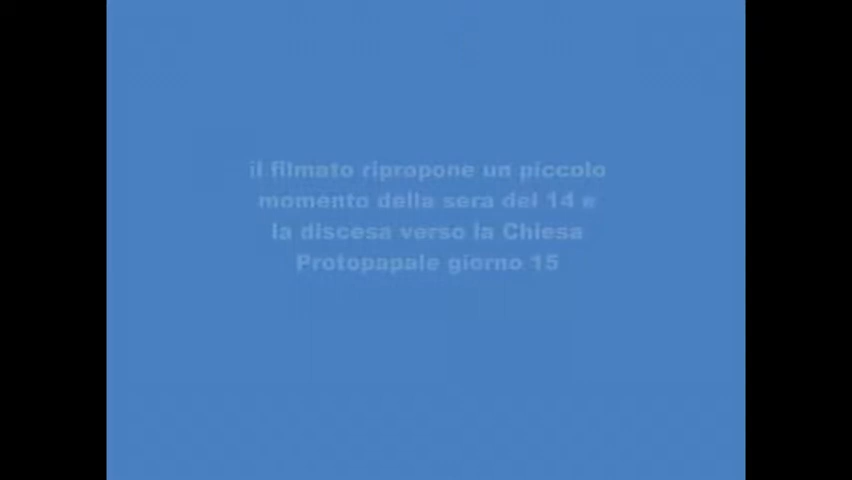 il filmato ripropone un piccolo
momento della sera del 14 e
la discesa verso la Chiesa
Protopapale giorno 15